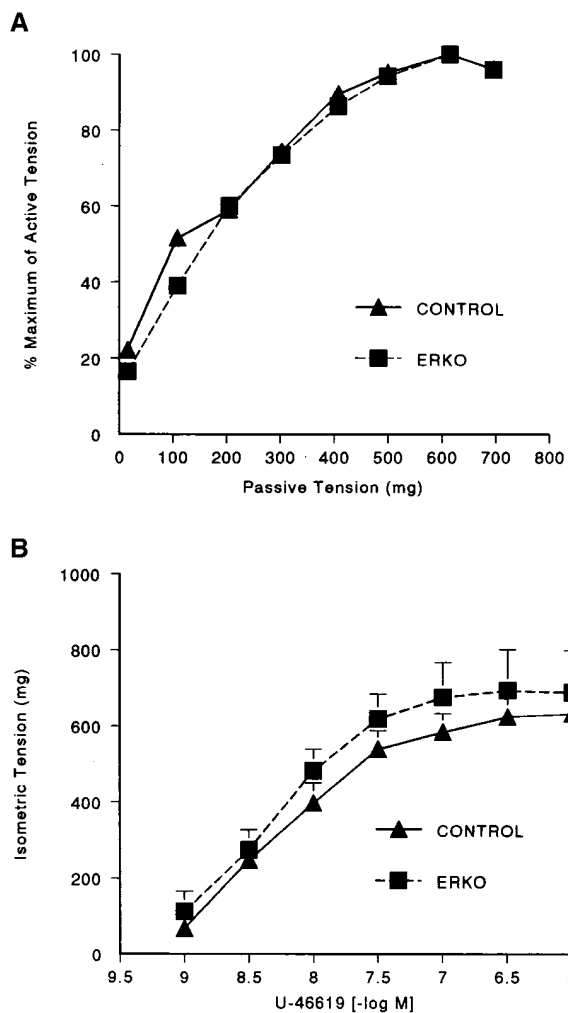 A
% Maximum of Active Tension
100
80
60
40
20
0
CONTROL
ERKO
0 100 200 300 400 500 600 700 800
Passive Tension (mg)
B
Isometric Tension (mg)
1000
800
600
400
200
0
CONTROL
ERKO
9.5 9 8.5 8 7.5 7 6.5
U-46619 [-log M]